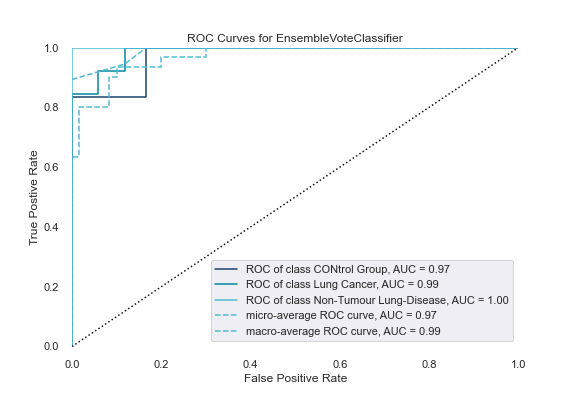 ROC Curves for EnsembleVoteClassifier
1.0
0.8
0.6
0.4
0.2
0.0
True Postive Rate
ROC of class CONtrol Group, AUC = 0.97
ROC of class Lung Cancer, AUC = 0.99
ROC of class Non-Tumour Lung-Disease, AUC = 1.00
micro-average ROC curve, AUC = 0.97
macro-average ROC curve, AUC = 0.99
0.0 0.2 0.4 0.6 0.8 1.0
False Positive Rate